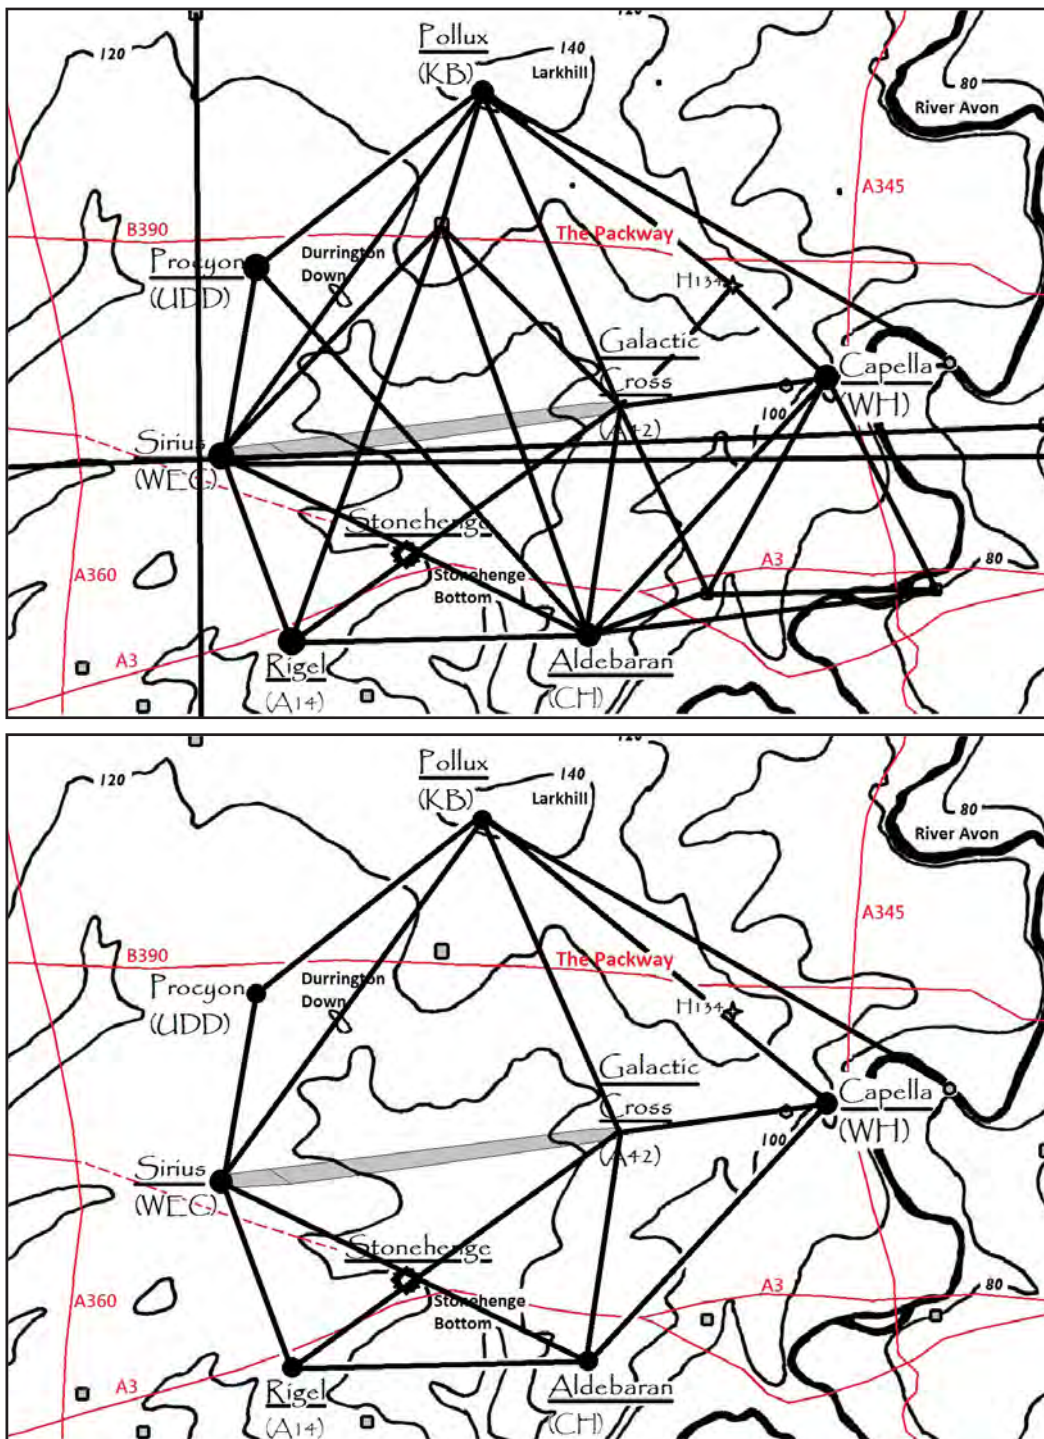 120
Pollux
(KB)
140
Larkhill
120
80
River Avon
A345
B390
The Packway
Procyon
(UDD)
Durrington
Down
H134
Galactic
Cross
(A42)
Capella
(WH)
100
Sirius
(WEC)
Stonehenge
A360
Stonehenge
Bottom
A3
80
A3
Rigel
(A14)
Aldebaran
(CH)
120
Pollux
(KB)
140
Larkhill
120
80
River Avon
A345
B390
The Packway
Procyon
(UDD)
Durrington
Down
H134
Galactic
Cross
(A42)
Capella
(WH)
100
Sirius
(WEC)
Stonehenge
A360
Stonehenge
Bottom
A3
80
A3
Rigel
(A14)
Aldebaran
(CH)